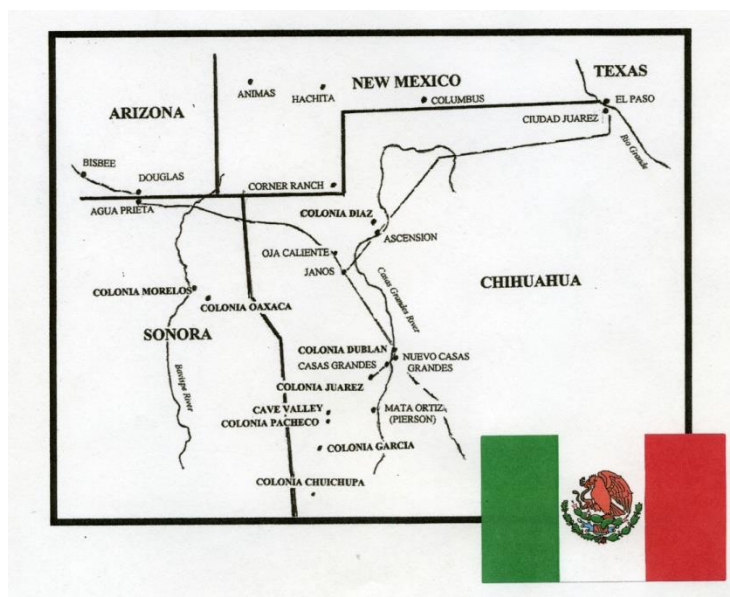 TEXAS
NEW MEXICO
ANIMAS
HACHITA
COLUMBUS
EL PASO
ARIZONA
CIUDAD JUAREZ
Rio Grande
BISBEE
DOUGLAS
CORNER RANCH
AGUA PRIETA
COLONIA DIAZ
ASCENSION
OJA CALIENTE
JANOS
CHIHUAHUA
Casas Grandes River
COLONIA MORELOS
COLONIA OAXACA
SONORA
Bavispe River
COLONIA DUBLAN
NUEVO CASAS
GRANDES
CASAS GRANDES
COLONIA JUAREZ
CAVE VALLEY
MATA ORTIZ
(PIERSON)
COLONIA PACHECO
COLONIA GARCIA
COLONIA CHUICHUPA